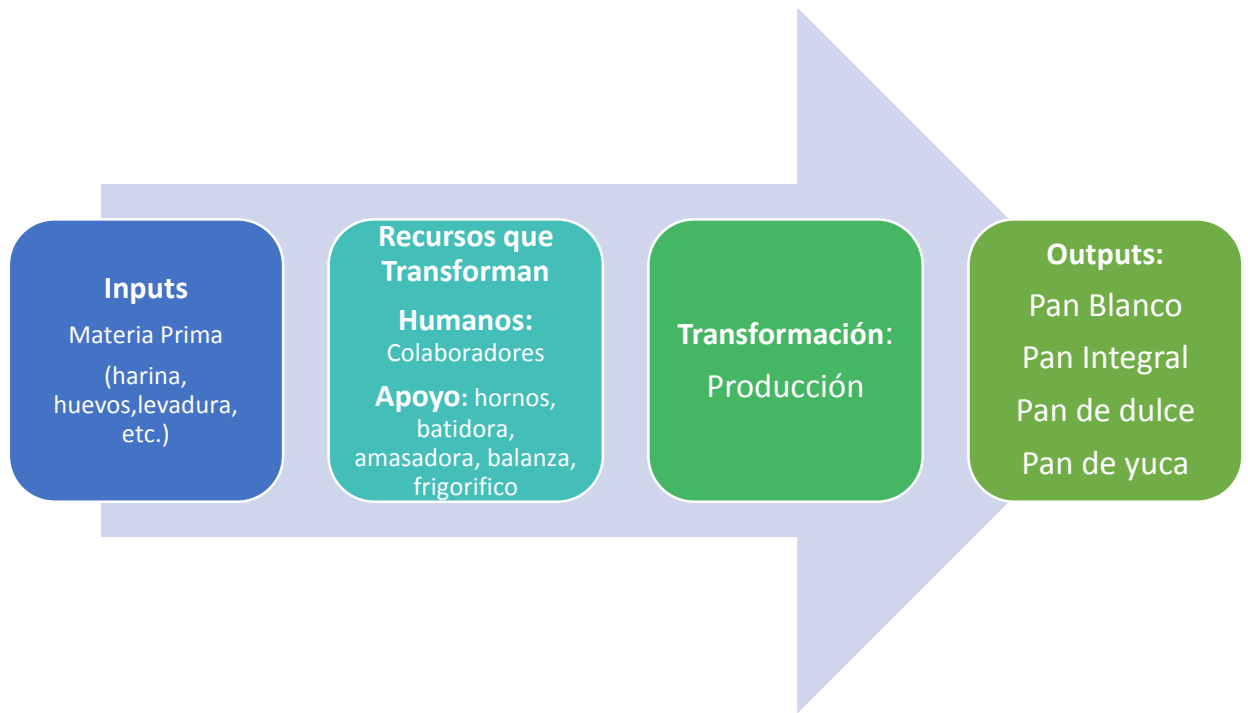 Inputs
Materia Prima
(harina,
huevos,levadura,
etc.)
Recursos que
Transforman
Humanos:
Colaboradores
Apoyo: hornos,
batidora,
amasadora, balanza,
frigorifico
Transformación:
Producción
Outputs:
Pan Blanco
Pan Integral
Pan de dulce
Pan de yuca